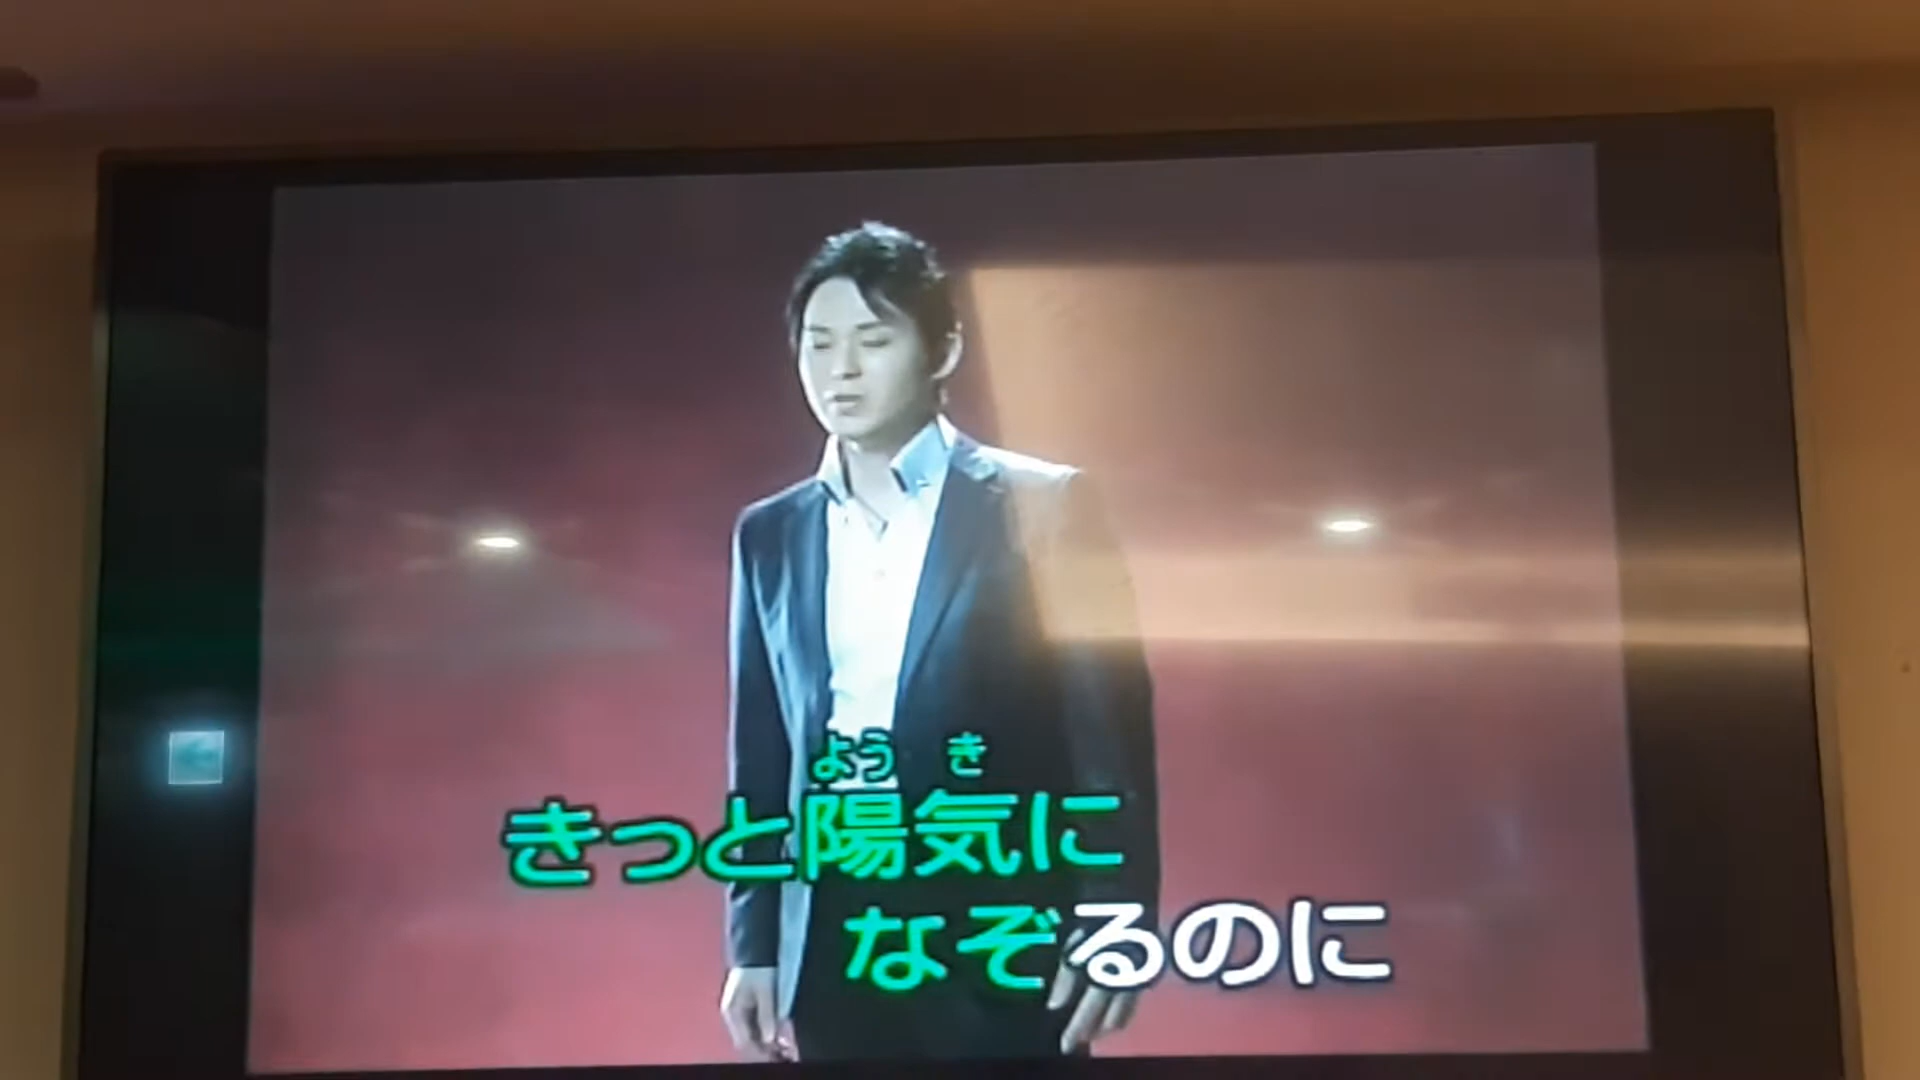 よう き
きっと陽気に
なぞるのに